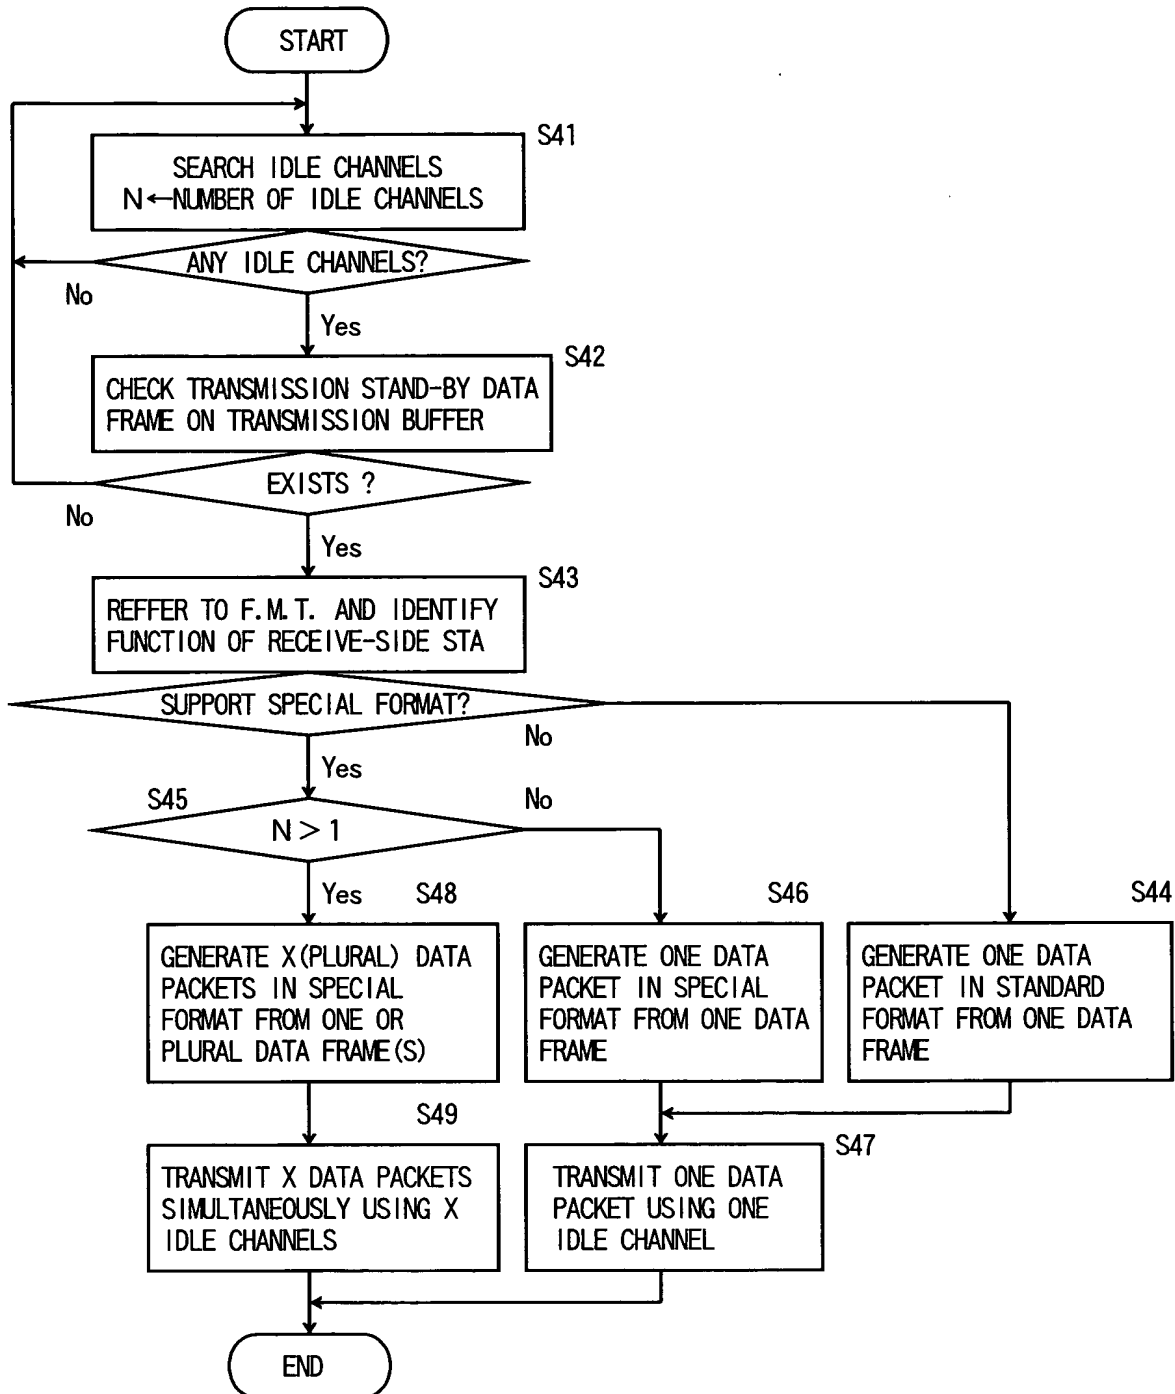 START
S41
SEARCH IDLE CHANNELS
N←NUMBER OF IDLE CHANNELS
ANY IDLE CHANNELS?
No
Yes
S42
CHECK TRANSMISSION STAND-BY DATA
FRAME ON TRANSMISSION BUFFER
EXISTS ?
No
Yes
S43
REFFER TO F.M.T. AND IDENTIFY
FUNCTION OF RECEIVE-SIDE STA
SUPPORT SPECIAL FORMAT?
No
Yes
S45
No
N > 1
Yes
S48
S46
S44
GENERATE X(PLURAL) DATA
PACKETS IN SPECIAL
FORMAT FROM ONE OR
PLURAL DATA FRAME(S)
GENERATE ONE DATA
PACKET IN SPECIAL
FORMAT FROM ONE DATA
FRAME
GENERATE ONE DATA
PACKET IN STANDARD
FORMAT FROM ONE DATA
FRAME
S49
S47
TRANSMIT X DATA PACKETS
SIMULTANEOUSLY USING X
IDLE CHANNELS
TRANSMIT ONE DATA
PACKET USING ONE
IDLE CHANNEL
END